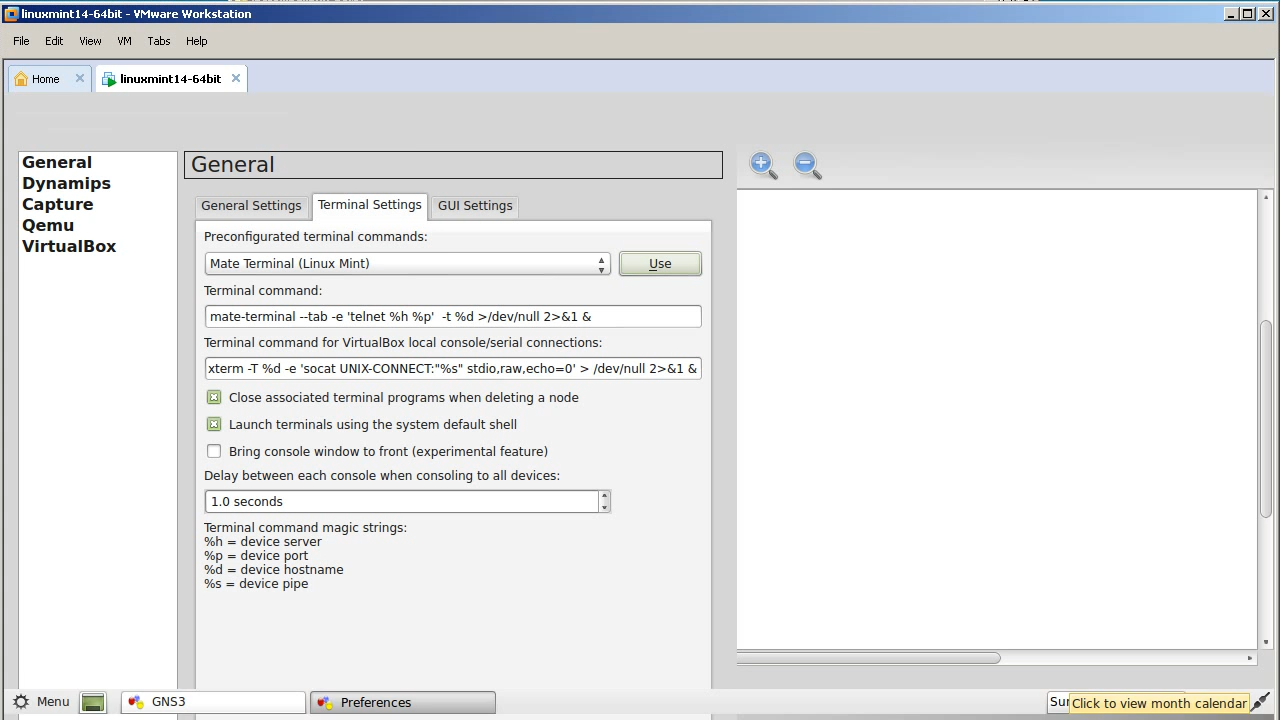 linuxmint14-64bit - VMware Workstation
File Edit View VM Tabs Help
Home linuxmint14-64bit
General
Dynamips
Capture
Qemu
VirtualBox
General
General Settings Terminal Settings GUI Settings
Preconfigurated terminal commands:
Mate Terminal (Linux Mint) Use
Terminal command:
mate-terminal --tab -e 'telnet %h %p'  -t %d >/dev/null 2>&1 &
Terminal command for VirtualBox local console/serial connections:
xterm -T %d -e 'socat UNIX-CONNECT:"%s" stdio,raw,echo=0' > /dev/null 2>&1 &
Close associated terminal programs when deleting a node
Launch terminals using the system default shell
Bring console window to front (experimental feature)
Delay between each console when consoling to all devices:
1.0 seconds
Terminal command magic strings:
%h = device server
%p = device port
%d = device hostname
%s = device pipe
Menu GNS3 Preferences Click to view month calendar